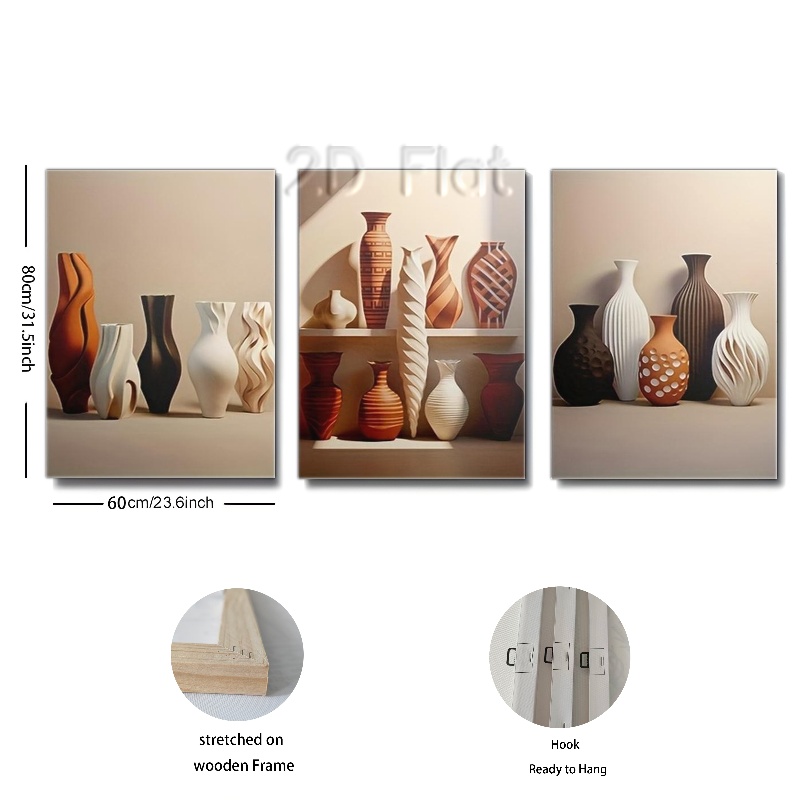 2D Flat
80cm/31.5inch
60cm/23.6inch
stretched on
wooden Frame
Hook
Ready to Hang